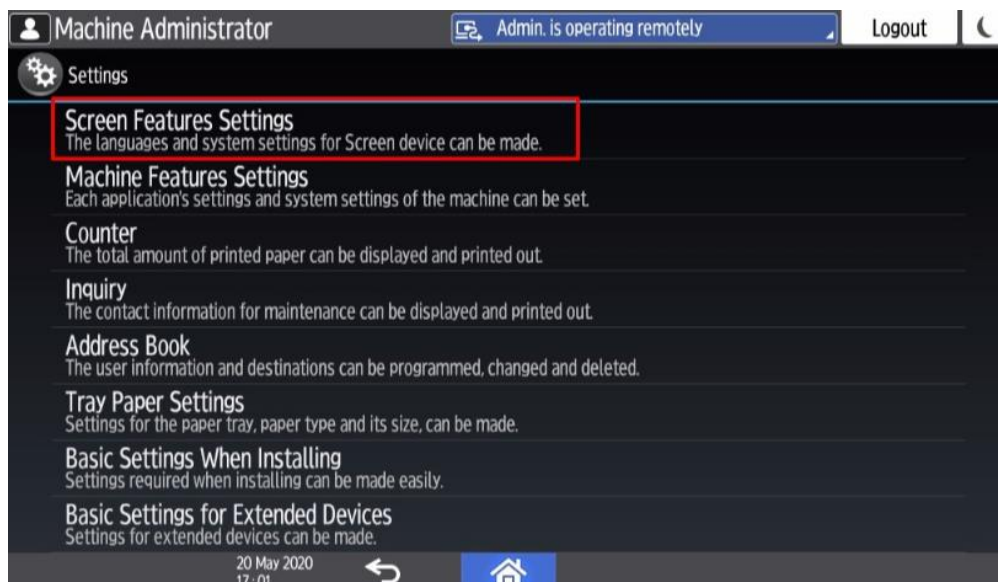 Machine Administrator
Admin. is operating remotely
Logout
Settings
Screen Features Settings
The languages and system settings for Screen device can be made.
Machine Features Settings
Each application's settings and system settings of the machine can be set.
Counter
The total amount of printed paper can be displayed and printed out.
Inquiry
The contact information for maintenance can be displayed and printed out.
Address Book
The user information and destinations can be programmed, changed and deleted.
Tray Paper Settings
Settings for the paper tray, paper type and its size, can be made.
Basic Settings When Installing
Settings required when installing can be made easily.
Basic Settings for Extended Devices
Settings for extended devices can be made.
20 May 2020
17:01